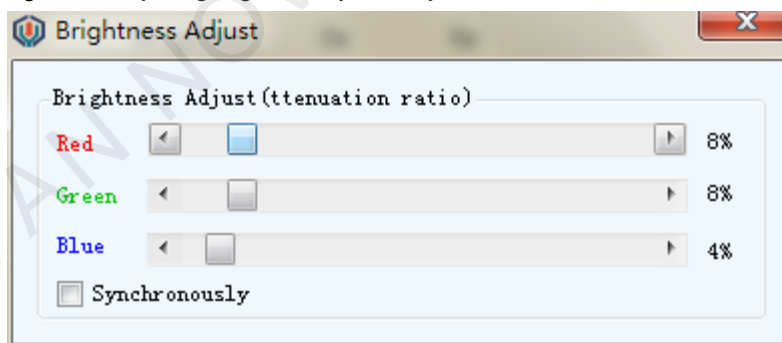 Brightness Adjust
Brightness Adjust(ttenuation ratio)
Red 8%
Green 8%
Blue 4%
Synchronously